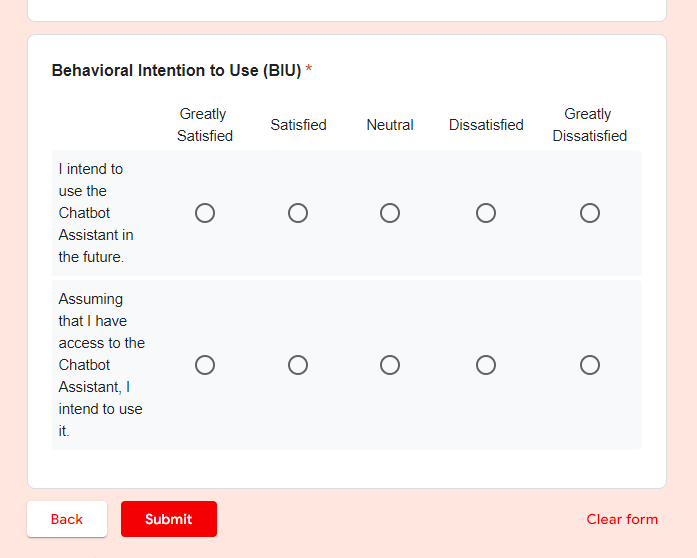 Behavioral Intention to Use (BIU) *
Greatly Satisfied Satisfied Neutral Dissatisfied Greatly Dissatisfied
I intend to
use the
Chatbot
Assistant in
the future.
Assuming
that I have
access to the
Chatbot
Assistant, I
intend to use
it.
Back Submit Clear form